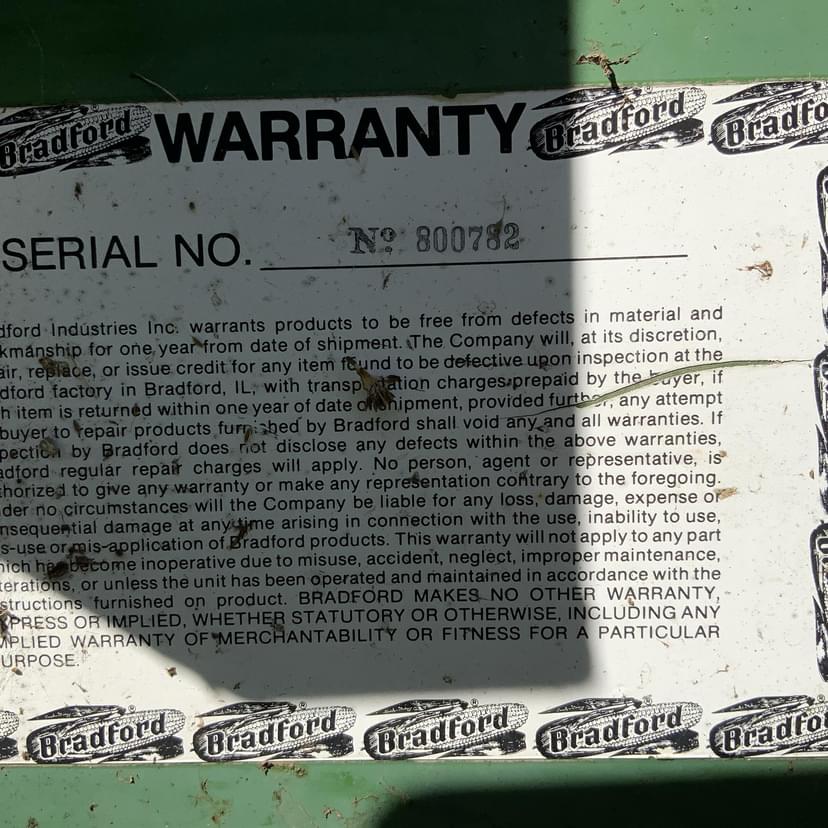 Bradford WARRANTY Bradford® Bradfo
SERIAL NO. Nº 800782
dford Industries Inc. warrants products to be free from defects in material and
kmanship for one year from date of shipment. The Company will, at its discretion,
air, replace, or issue credit for any item found to be defective upon inspection at the
dford factory in Bradford, IL, with transportation charges prepaid by the buyer, if
h item is returned within one year of date of shipment, provided further, any attempt
buyer to repair products furnished by Bradford shall void any and all warranties. If
pection by Bradford does not disclose any defects within the above warranties,
adford regular repair charges will apply. No person, agent or representative, is
thorized to give any warranty or make any representation contrary to the foregoing.
der no circumstances will the Company be liable for any loss, damage, expense or
nsequential damage at any time arising in connection with the use, inability to use,
s-use or mis-application of Bradford products. This warranty will not apply to any part
hich has become inoperative due to misuse, accident, neglect, improper maintenance,
terations, or unless the unit has been operated and maintained in accordance with the
structions furnished on product. BRADFORD MAKES NO OTHER WARRANTY,
XPRESS OR IMPLIED, WHETHER STATUTORY OR OTHERWISE, INCLUDING ANY
MPLIED WARRANTY OF MERCHANTABILITY OR FITNESS FOR A PARTICULAR
URPOSE.
Bradford® Bradford® Bradford® Bradford® Bradfor